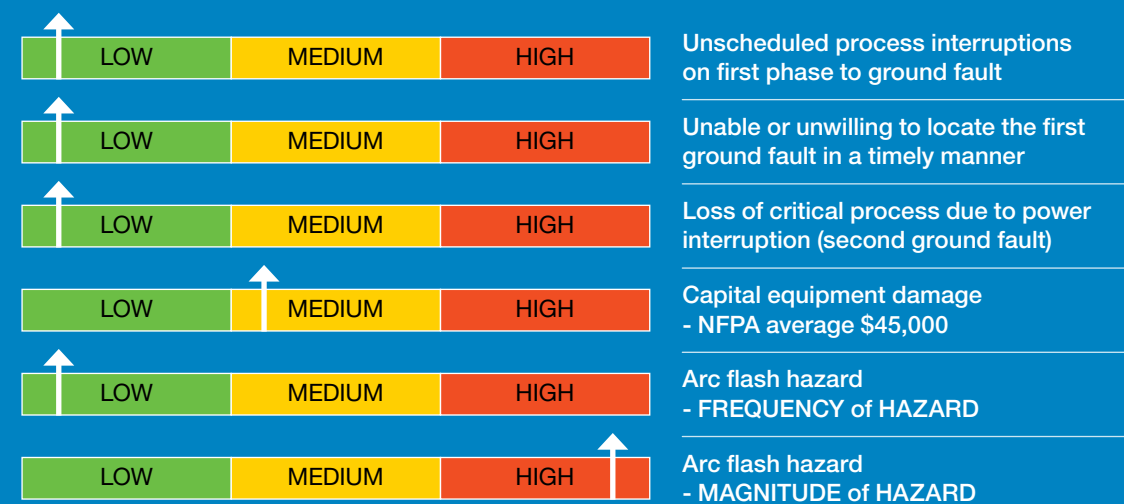 LOW MEDIUM HIGH
Unscheduled process interruptions
on first phase to ground fault
LOW MEDIUM HIGH
Unable or unwilling to locate the first
ground fault in a timely manner
LOW MEDIUM HIGH
Loss of critical process due to power
interruption (second ground fault)
LOW MEDIUM HIGH
Capital equipment damage
- NFPA average $45,000
LOW MEDIUM HIGH
Arc flash hazard
- FREQUENCY of HAZARD
LOW MEDIUM HIGH
Arc flash hazard
- MAGNITUDE of HAZARD